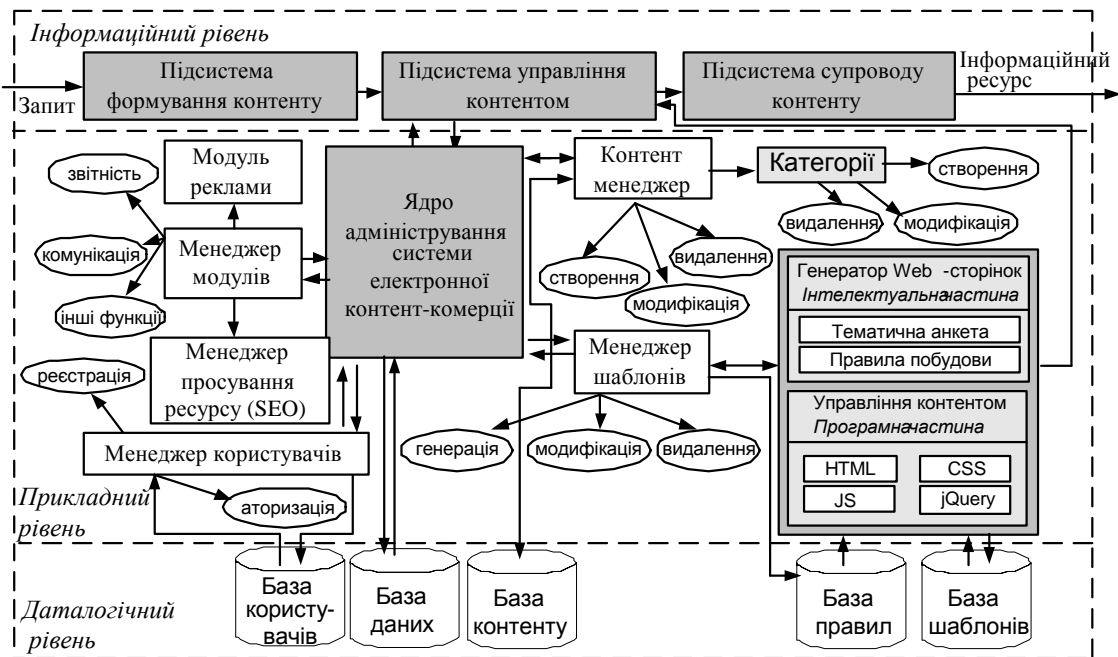 Інформаційний рівень
Запит
Підсистема
формування контенту
Підсистема управління
контентом
Підсистема супроводу
контенту
Інформаційний
ресурс
звітність
комунікація
інші функції
Модуль
реклами
Менеджер
модулів
Менеджер
просування
ресурсу (SEO)
реєстрація
Менеджер користувачів
аторизація
Ядро
адміністрування
системи
електронної
контент-комерції
Контент
менеджер
створення
модифікація
видалення
Категорії
створення
видалення
модифікація
Менеджер
шаблонів
генерація
модифікація
видалення
Генератор Web -сторінок
Інтелектуальначастина
Тематична анкета
Правила побудови
Управління контентом
Програмначастина
HTML
CSS
JS
jQuery
Прикладний
рівень
Даталогічний
рівень
База
користу-
вачів
База
даних
База
контенту
База
правил
База
шаблонів